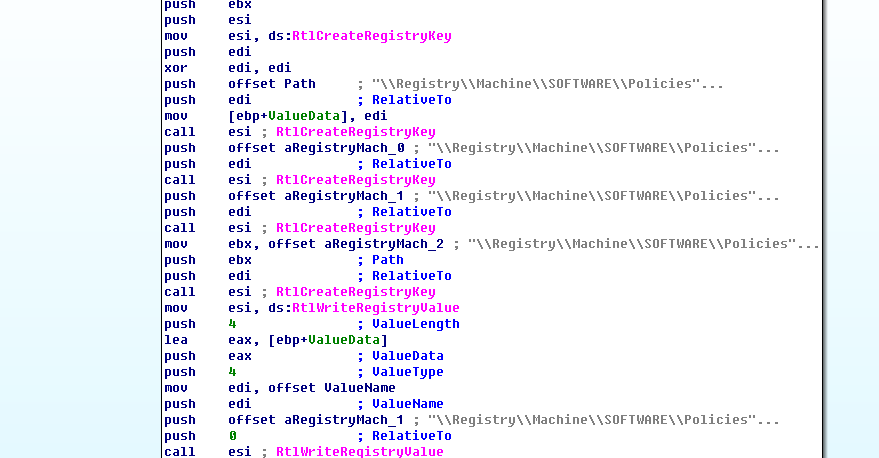 push ebx
push esi
mov esi, ds:RtlCreateRegistryKey
push edi
xor edi, edi
push offset Path ; "\\Registry\\Machine\\SOFTWARE\\Policies"...
push edi ; RelativeTo
mov [ebp+ValueData], edi
call esi ; RtlCreateRegistryKey
push offset aRegistryMach_0 ; "\\Registry\\Machine\\SOFTWARE\\Policies"...
push edi ; RelativeTo
call esi ; RtlCreateRegistryKey
push offset aRegistryMach_1 ; "\\Registry\\Machine\\SOFTWARE\\Policies"...
push edi ; RelativeTo
call esi ; RtlCreateRegistryKey
mov ebx, offset aRegistryMach_2 ; "\\Registry\\Machine\\SOFTWARE\\Policies"...
push ebx ; Path
push edi ; RelativeTo
call esi ; RtlCreateRegistryKey
mov esi, ds:RtlWriteRegistryValue
push 4 ; ValueLength
lea eax, [ebp+ValueData]
push eax ; ValueData
push 4 ; ValueType
mov edi, offset ValueName
push edi ; ValueName
push offset aRegistryMach_1 ; "\\Registry\\Machine\\SOFTWARE\\Policies"...
push 0 ; RelativeTo
call esi ; RtlWriteRegistryValue